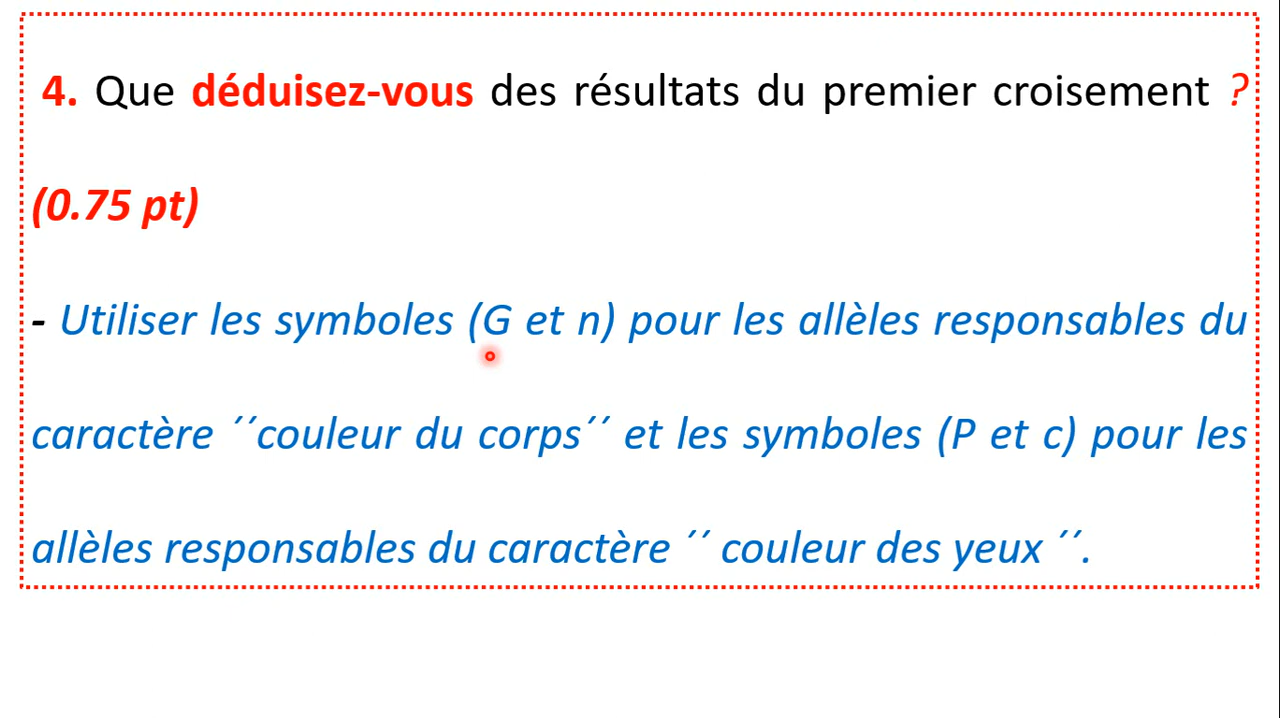 4. Que déduisez-vous des résultats du premier croisement ?
(0.75 pt)
- Utiliser les symboles (G et n) pour les allèles responsables du
caractère ´´couleur du corps´´ et les symboles (P et c) pour les
allèles responsables du caractère ´´ couleur des yeux ´´.